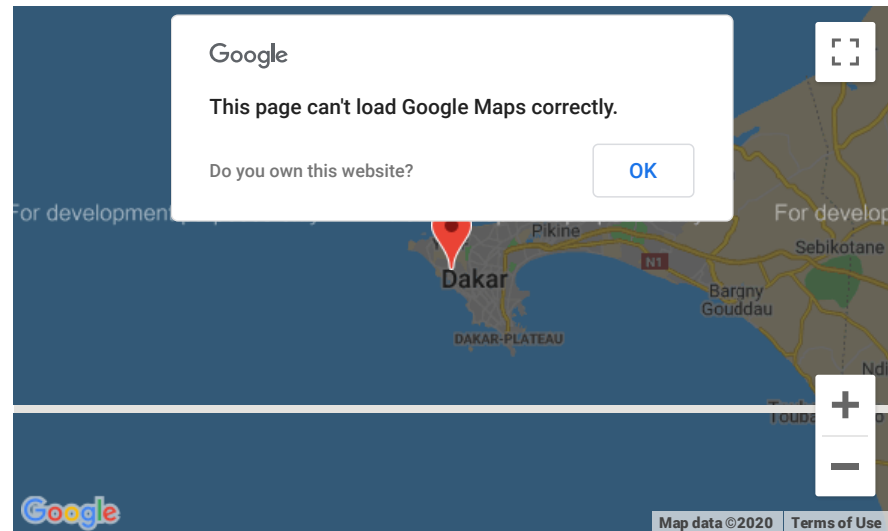 Google
This page can't load Google Maps correctly.
Do you own this website?
OK
For development
For develop
Pikine
Sebikotane
N1
Dakar
Bargny
Gouddau
DAKAR-PLATEAU
Google
Map data ©2020
Terms of Use